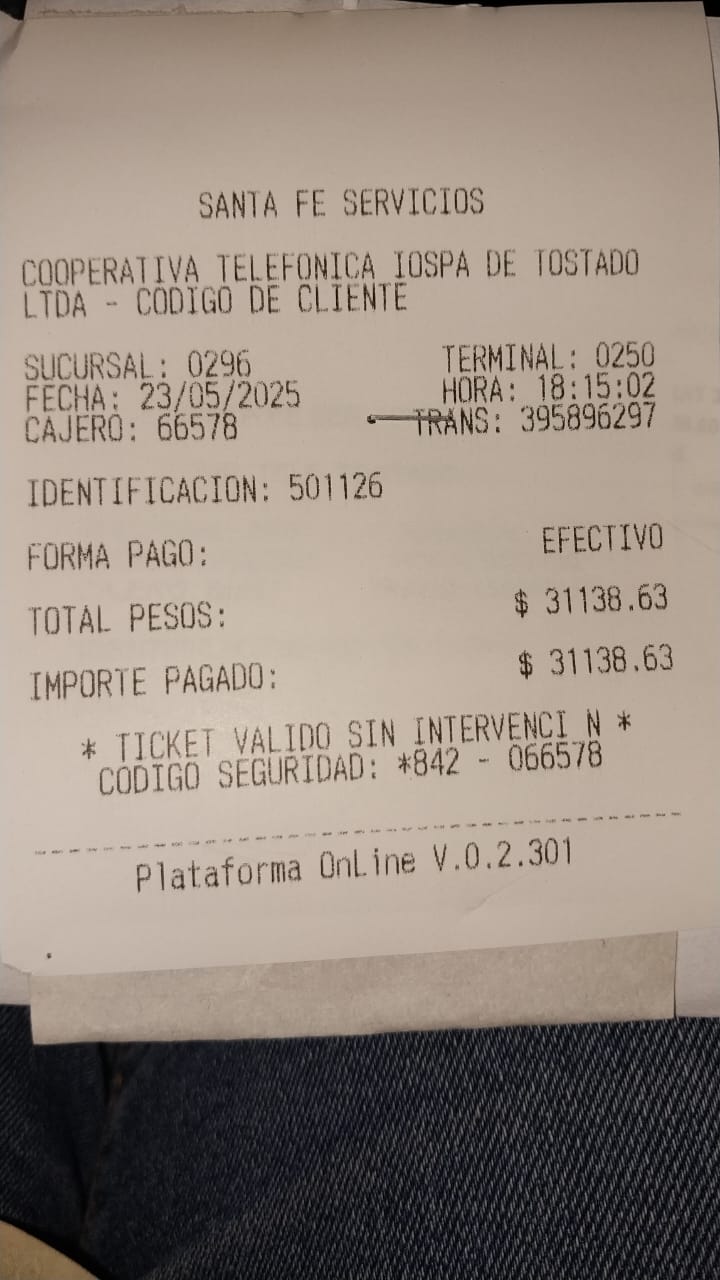 SANTA FE SERVICIOS
COOPERATIVA TELEFONICA IOSPA DE TOSTADO
LTDA - CODIGO DE CLIENTE
SUCURSAL: 0296 TERMINAL: 0250
FECHA: 23/05/2025 HORA: 18:15:02
CAJERO: 66578 TRANS: 395896297
IDENTIFICACION: 501126
FORMA PAGO: EFECTIVO
TOTAL PESOS: $ 31138.63
IMPORTE PAGADO: $ 31138.63
* TICKET VALIDO SIN INTERVENCI N *
CODIGO SEGURIDAD: *842 - 066578
Plataforma OnLine V.0.2.301